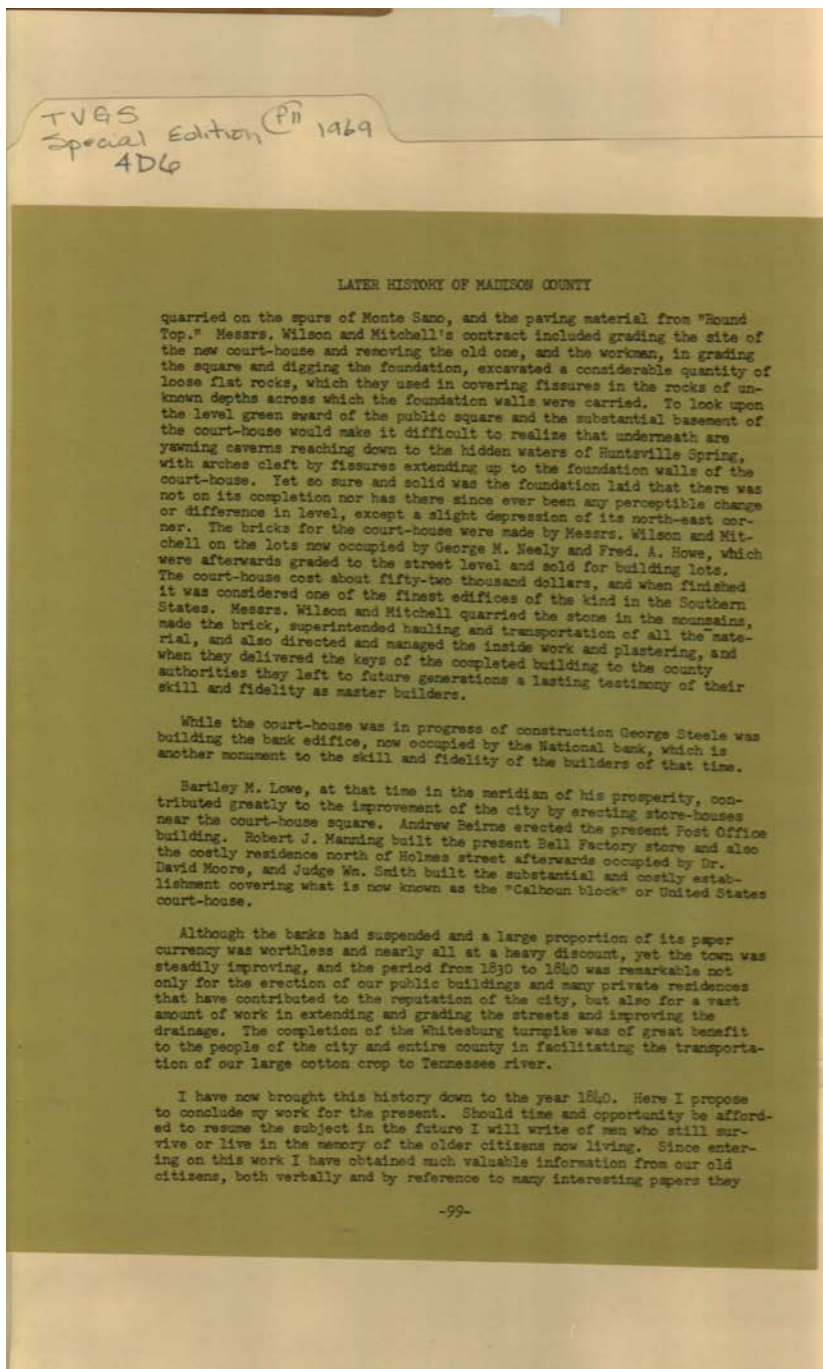 TVGS
Special Edition P11 1969
4D6
LATER HISTORY OF MADISON COUNTY
quarried on the spurs of Monte Sano, and the paving material from "Round
Top." Messrs. Wilson and Mitchell's contract included grading the site of
the new court-house and removing the old one, and the workman, in grading
the square and digging the foundation, excavated a considerable quantity of
loose flat rocks, which they used in covering fissures in the rocks of un-
known depths across which the foundation walls were carried. To look upon
the level green sward of the public square and the substantial basement of
the court-house would make it difficult to realize that underneath are
yawning caverns reaching down to the hidden waters of Huntsville Spring,
with arches cleft by fissures extending up to the foundation walls of the
court-house. Yet so sure and solid was the foundation laid that there was
not on its completion nor has there since ever been any perceptible change
or difference in level, except a slight depression of its north-east cor-
ner. The bricks for the court-house were made by Messrs. Wilson and Mit-
chell on the lots now occupied by George M. Neely and Fred. A. Howe, which
were afterwards graded to the street level and sold for building lots.
The court-house cost about fifty-two thousand dollars, and when finished
it was considered one of the finest edifices of the kind in the Southern
States. Messrs. Wilson and Mitchell quarried the stone in the mounsains,
made the brick, superintended hauling and transportation of all the mate-
rial, and also directed and managed the inside work and plastering, and
when they delivered the keys of the completed building to the county
authorities they left to future generations a lasting testimony of their
skill and fidelity as master builders.
While the court-house was in progress of construction George Steele was
building the bank edifice, now occupied by the National bank, which is
another monument to the skill and fidelity of the builders of that time.
Bartley M. Lowe, at that time in the meridian of his prosperity, con-
tributed greatly to the improvement of the city by erecting store-houses
near the court-house square. Andrew Beirne erected the present Post Office
building. Robert J. Manning built the present Bell Factory store and also
the costly residence north of Holmes street afterwards occupied by Dr.
David Moore, and Judge Wm. Smith built the substantial and costly estab-
lishment covering what is now known as the "Calhoun block" or United States
court-house.
Although the banks had suspended and a large proportion of its paper
currency was worthless and nearly all at a heavy discount, yet the town was
steadily improving, and the period from 1830 to 1840 was remarkable not
only for the erection of our public buildings and many private residences
that have contributed to the reputation of the city, but also for a vast
amount of work in extending and grading the streets and improving the
drainage. The completion of the Whitesburg turnpike was of great benefit
to the people of the city and entire county in facilitating the transporta-
tion of our large cotton crop to Tennessee river.
I have now brought this history down to the year 1840. Here I propose
to conclude my work for the present. Should time and opportunity be afford-
ed to resume the subject in the future I will write of men who still sur-
vive or live in the memory of the older citizens now living. Since enter-
ing on this work I have obtained much valuable information from our old
citizens, both verbally and by reference to many interesting papers they
-99-